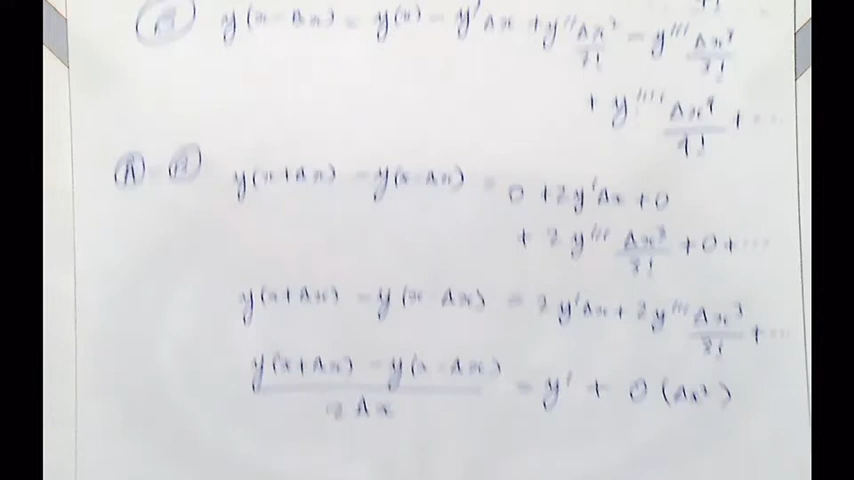 (B) y(x-Δx) = y(x) - y'Δx + y'' Δx²/2! - y''' Δx³/3!
+ y'''' Δx⁴/4! + ...
(A) - (B) y(x+Δx) - y(x-Δx) = 0 + 2y'Δx + 0
+ 2y''' Δx³/3! + 0 + ...
y(x+Δx) - y(x-Δx) = 2y'Δx + 2y''' Δx³/3! + ...
(y(x+Δx) - y(x-Δx))/(2Δx) = y' + O(Δx²)